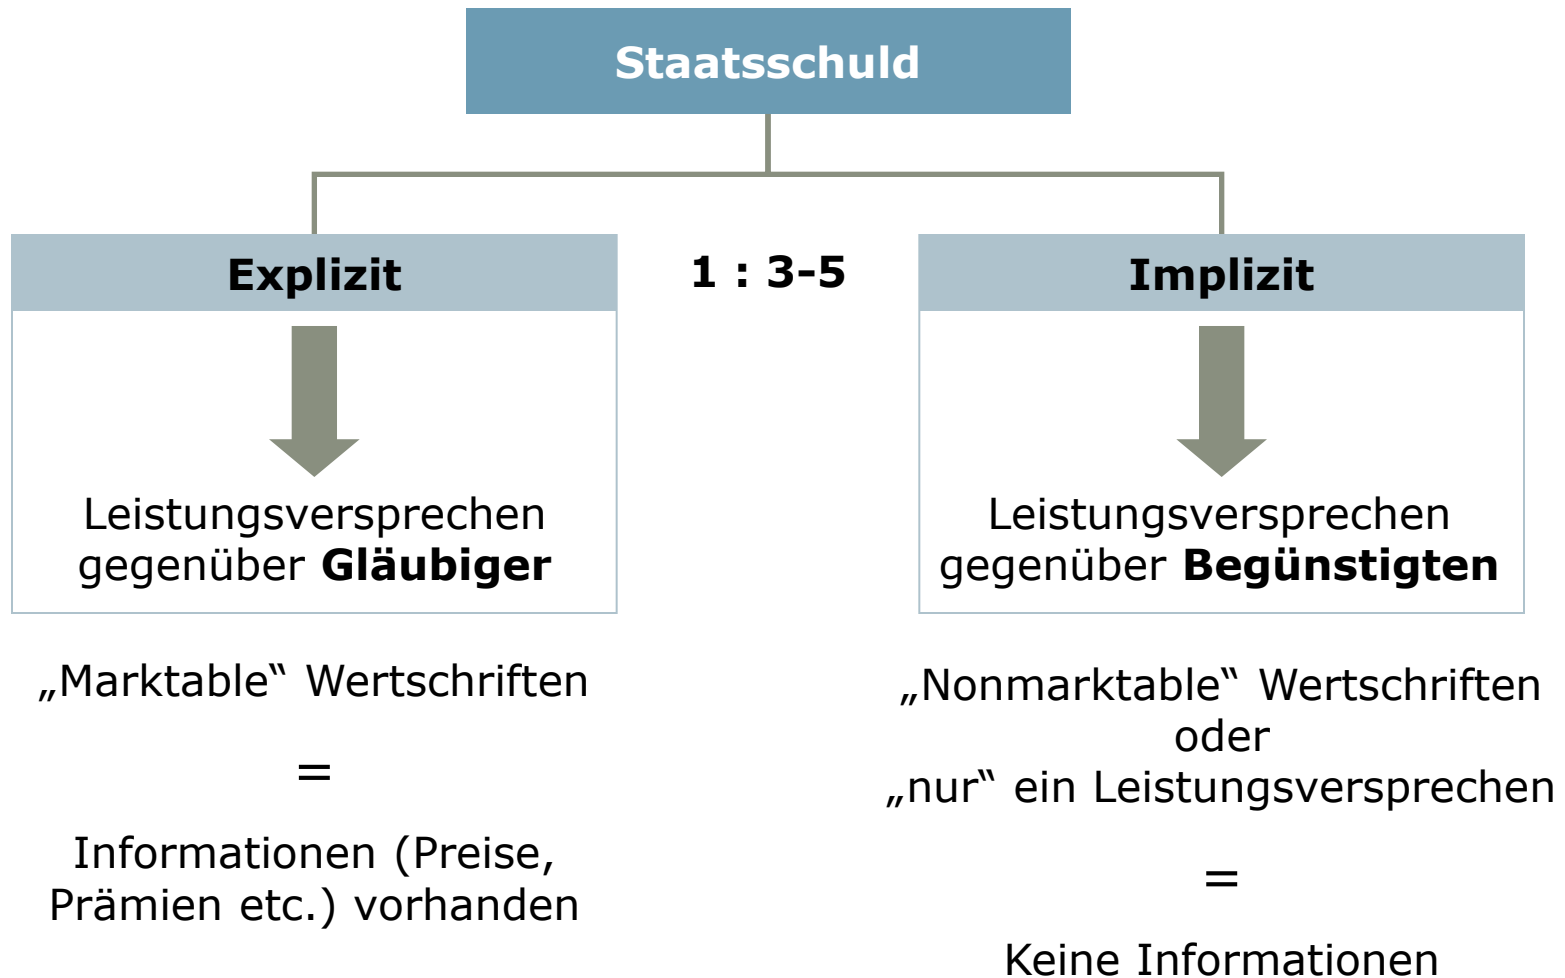 Staatsschuld
Explizit
1 : 3-5
Implizit
Leistungsversprechen
gegenüber Gläubiger
Leistungsversprechen
gegenüber Begünstigten
„Marktable“ Wertschriften
=
Informationen (Preise,
Prämien etc.) vorhanden
„Nonmarktable“ Wertschriften
oder
„nur“ ein Leistungsversprechen
=
Keine Informationen